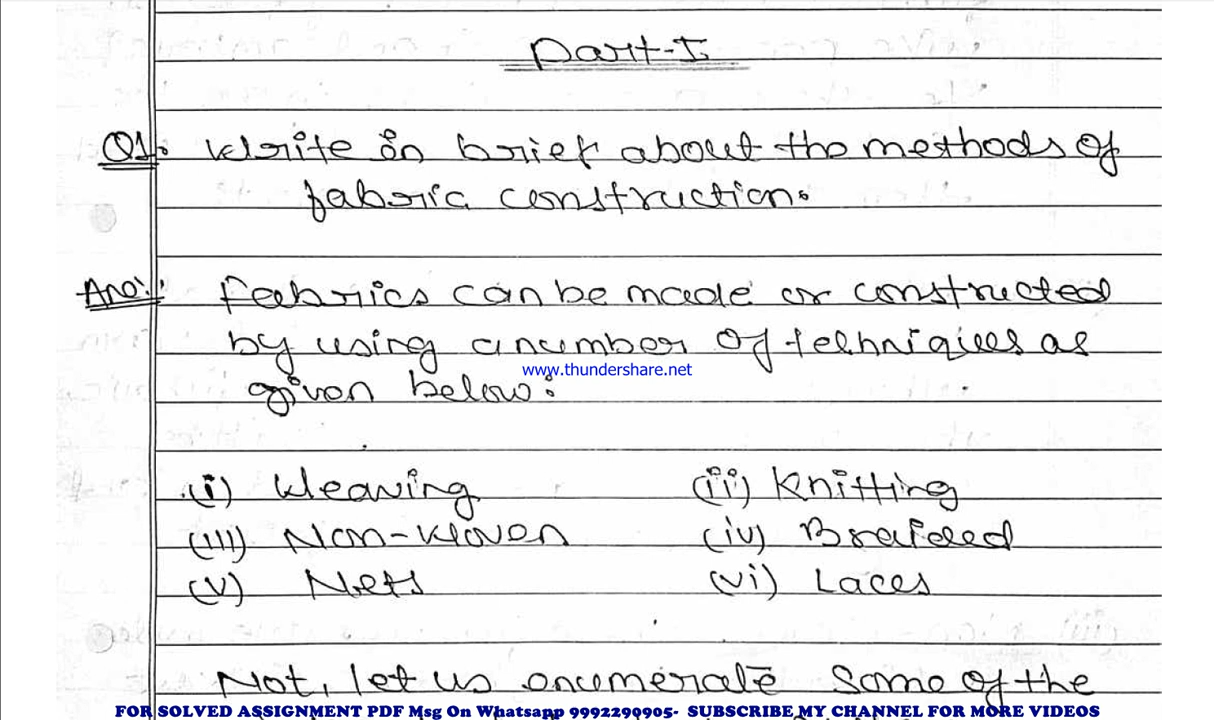 Part-I
Q1. Write in brief about the methods of
fabric construction.
Ans:- Fabrics can be made or constructed
by using a number of techniques as
www.thundershare.net
given below:
(i) Weaving (ii) Knitting
(iii) Non-Woven (iv) Braided
(v) Nets (vi) Laces
Not, let us enumerate some of the
FOR SOLVED ASSIGNMENT PDF Msg On Whatsapp 9992290905- SUBSCRIBE MY CHANNEL FOR MORE VIDEOS